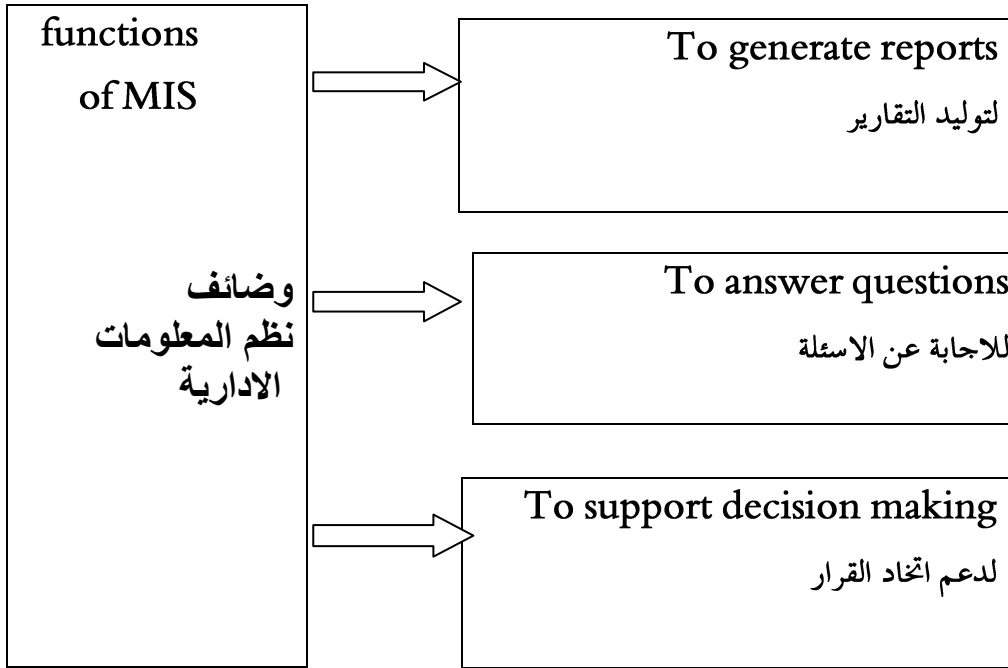 functions
of MIS
وضائف
نظم المعلومات
الادارية
To generate reports
لتوليد التقارير
To answer questions
للاجابة عن الاسئلة
To support decision making
لدعم اتخاد القرار